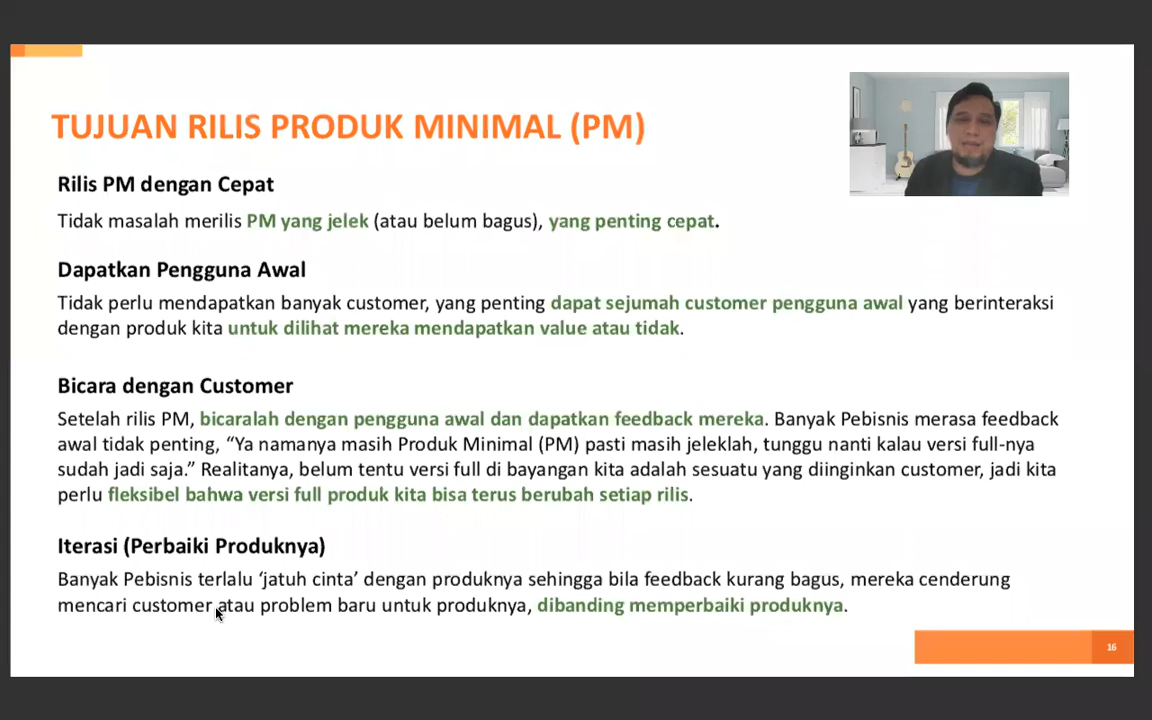 TUJUAN RILIS PRODUK MINIMAL (PM)
Rilis PM dengan Cepat
Tidak masalah merilis PM yang jelek (atau belum bagus), yang penting cepat.
Dapatkan Pengguna Awal
Tidak perlu mendapatkan banyak customer, yang penting dapat sejumah customer pengguna awal yang berinteraksi
dengan produk kita untuk dilihat mereka mendapatkan value atau tidak.
Bicara dengan Customer
Setelah rilis PM, bicaralah dengan pengguna awal dan dapatkan feedback mereka. Banyak Pebisnis merasa feedback
awal tidak penting, “Ya namanya masih Produk Minimal (PM) pasti masih jeleklah, tunggu nanti kalau versi full-nya
sudah jadi saja.” Realitanya, belum tentu versi full di bayangan kita adalah sesuatu yang diinginkan customer, jadi kita
perlu fleksibel bahwa versi full produk kita bisa terus berubah setiap rilis.
Iterasi (Perbaiki Produknya)
Banyak Pebisnis terlalu ‘jatuh cinta’ dengan produknya sehingga bila feedback kurang bagus, mereka cenderung
mencari customer atau problem baru untuk produknya, dibanding memperbaiki produknya.
16